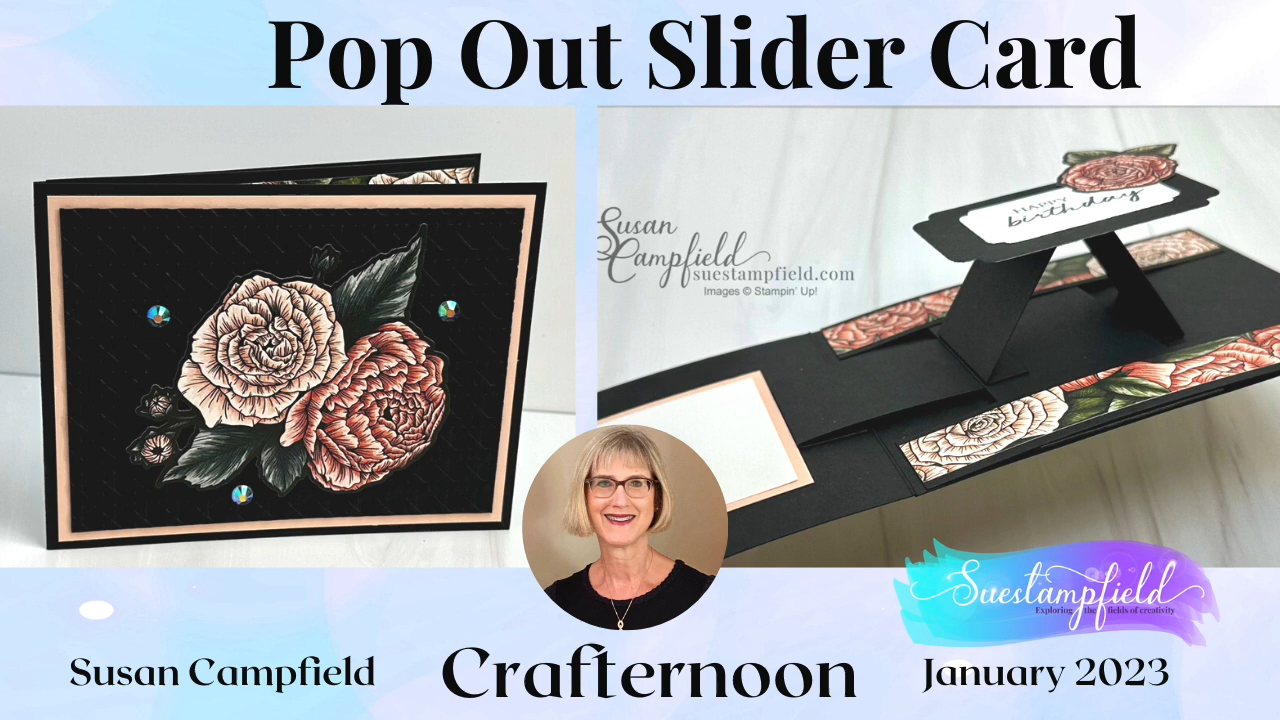 Pop Out Slider Card
HAPPY
birthday
Susan
Campfield
suestampfield.com
Images © Stampin' Up!
Suestampfield
Exploring the fields of creativity
Susan Campfield
Crafternoon
January 2023